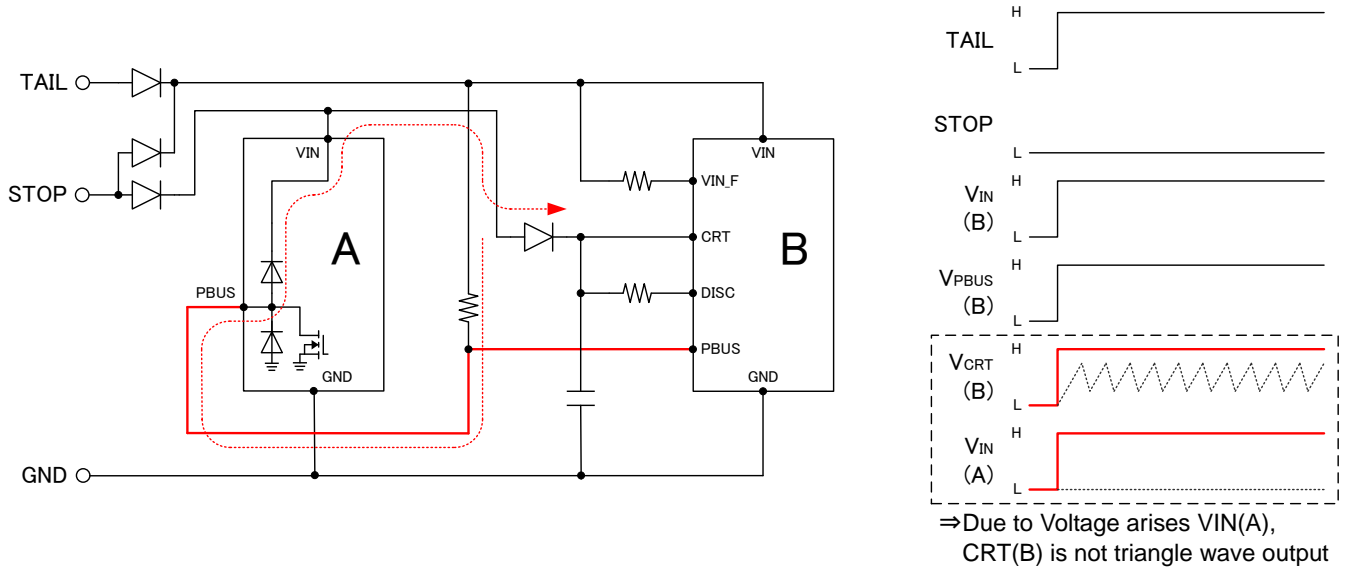 TAIL
STOP
GND
VIN
A
PBUS
GND
VIN
VIN_F
CRT
B
DISC
PBUS
GND
H
TAIL
L
STOP
L
H
VIN
(B)
L
H
VPBUS
(B)
L
H
VCRT
(B)
L
H
VIN
(A)
L
⇒Due to Voltage arises VIN(A),
CRT(B) is not triangle wave output